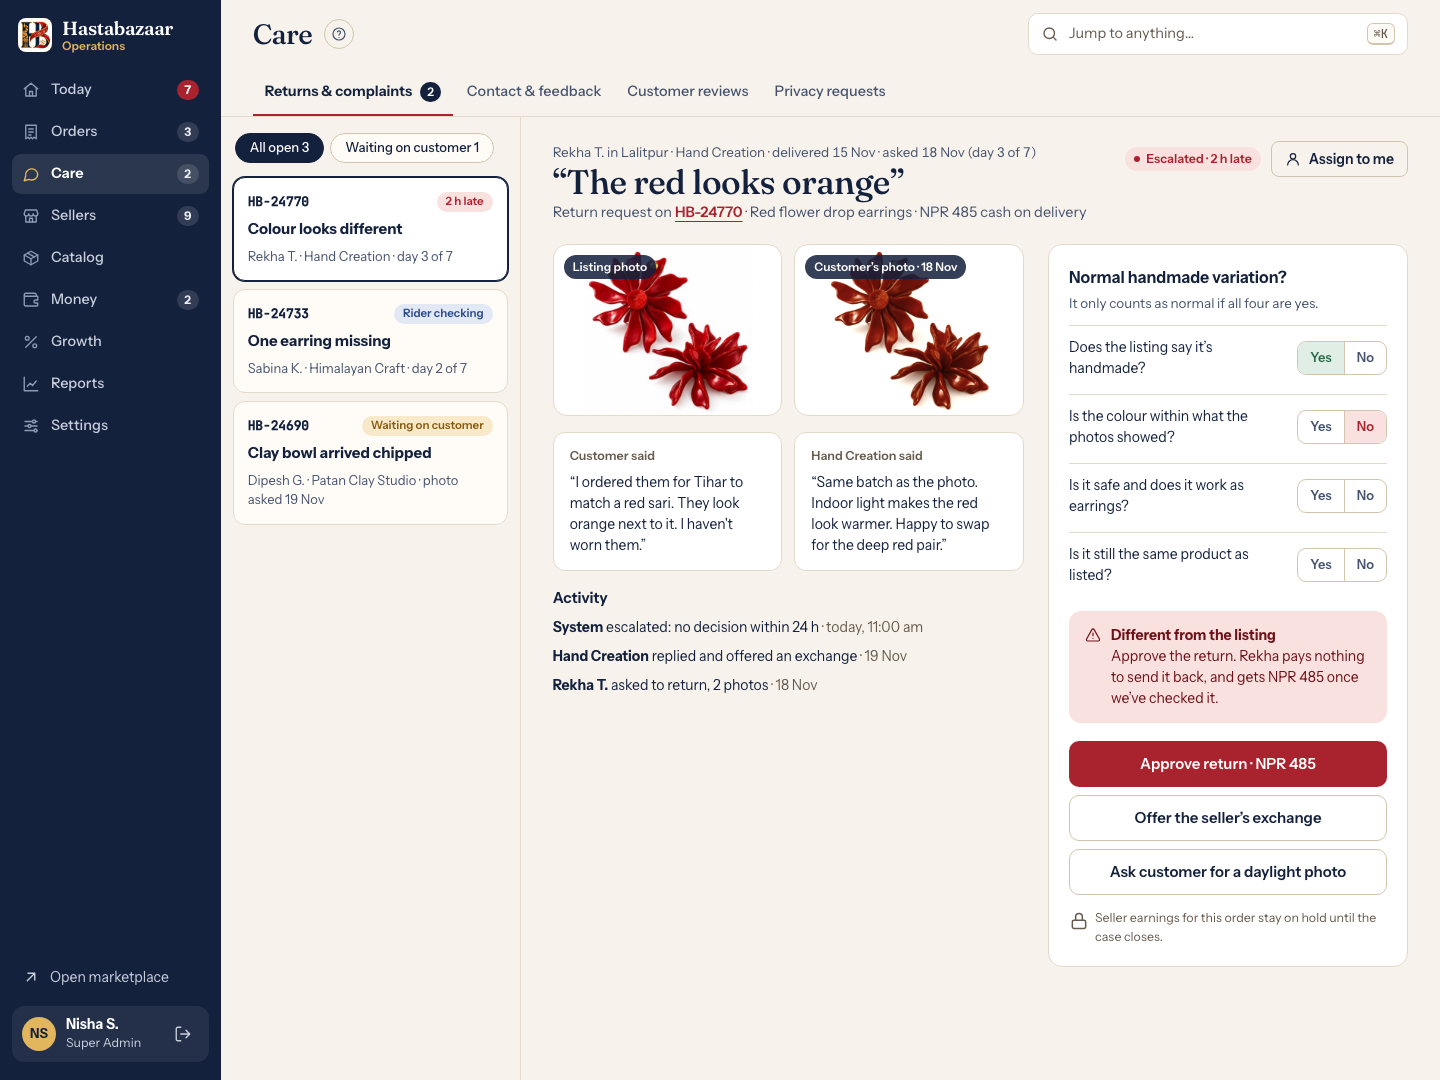 Hastabazaar
Operations
Today 7
Orders 3
Care 2
Sellers 9
Catalog
Money 2
Growth
Reports
Settings
Open marketplace
NS
Nisha S.
Super Admin
Care
Jump to anything...
⌘K
Returns & complaints 2
Contact & feedback
Customer reviews
Privacy requests
All open 3
Waiting on customer 1
HB-24770
2 h late
Colour looks different
Rekha T. · Hand Creation · day 3 of 7
HB-24733
Rider checking
One earring missing
Sabina K. · Himalayan Craft · day 2 of 7
HB-24690
Waiting on customer
Clay bowl arrived chipped
Dipesh G. · Patan Clay Studio · photo
asked 19 Nov
Rekha T. in Lalitpur · Hand Creation · delivered 15 Nov · asked 18 Nov (day 3 of 7)
“The red looks orange”
Return request on HB-24770 · Red flower drop earrings · NPR 485 cash on delivery
Escalated · 2 h late
Assign to me
Listing photo
Customer’s photo · 18 Nov
Customer said
“I ordered them for Tihar to
match a red sari. They look
orange next to it. I haven't
worn them.”
Hand Creation said
“Same batch as the photo.
Indoor light makes the red
look warmer. Happy to swap
for the deep red pair.”
Activity
System escalated: no decision within 24 h · today, 11:00 am
Hand Creation replied and offered an exchange · 19 Nov
Rekha T. asked to return, 2 photos · 18 Nov
Normal handmade variation?
It only counts as normal if all four are yes.
Does the listing say it’s
handmade?
Yes No
Is the colour within what the
photos showed?
Yes No
Is it safe and does it work as
earrings?
Yes No
Is it still the same product as
listed?
Yes No
Different from the listing
Approve the return. Rekha pays nothing
to send it back, and gets NPR 485 once
we’ve checked it.
Approve return · NPR 485
Offer the seller’s exchange
Ask customer for a daylight photo
Seller earnings for this order stay on hold until the
case closes.